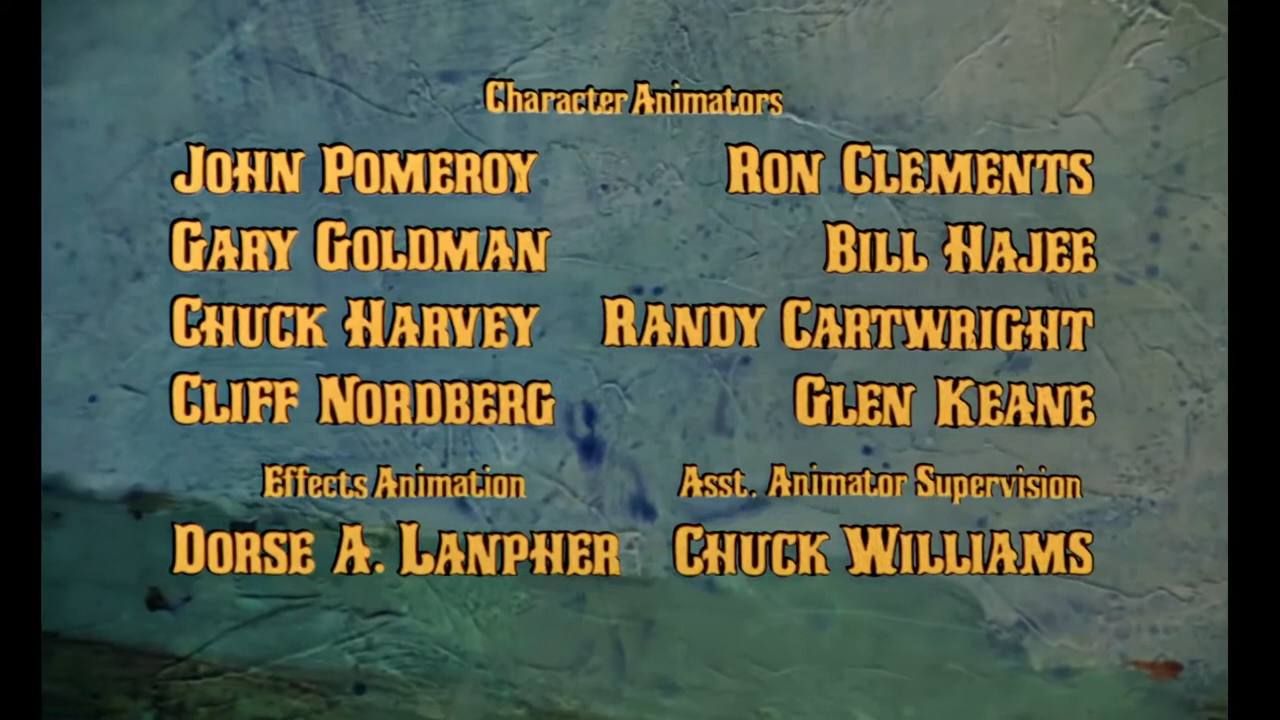 Character Animators
JOHN POMEROY RON CLEMENTS
GARY GOLDMAN BILL HAJEE
CHUCK HARVEY RANDY CARTWRIGHT
CLIFF NORDBERG GLEN KEANE
Effects Animation Asst. Animator Supervision
DORSE A. LANPHER CHUCK WILLIAMS